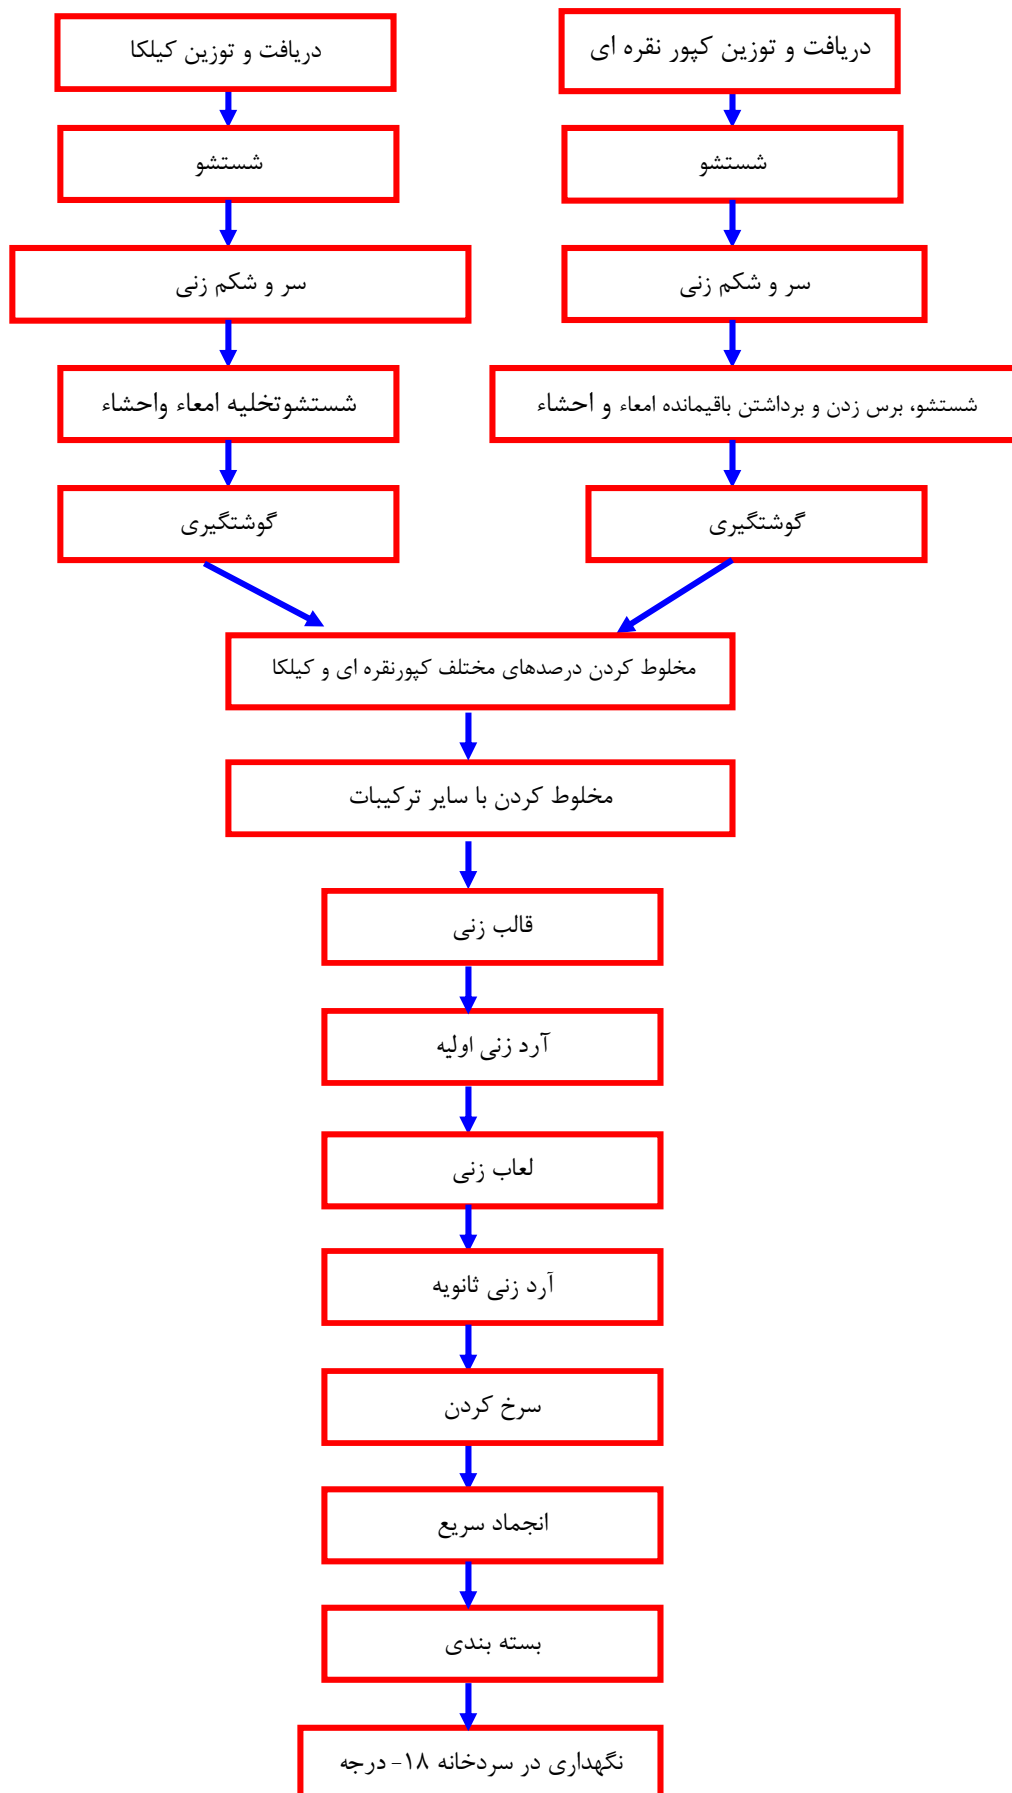 دریافت و توزین کپور نقره ای
دریافت و توزین کیلکا
شستشو
شستشو
سر و شکم زنی
سر و شکم زنی
شستشو، برس زدن و برداشتن باقیمانده امعاء و احشاء
شستشوتخلیه امعاء واحشاء
گوشتگیری
گوشتگیری
مخلوط کردن درصدهای مختلف کپورنقره ای و کیلکا
مخلوط کردن با سایر ترکیبات
قالب زنی
آرد زنی اولیه
لعاب زنی
آرد زنی ثانویه
سرخ کردن
انجماد سریع
بسته بندی
نگهداری در سردخانه ۱۸- درجه